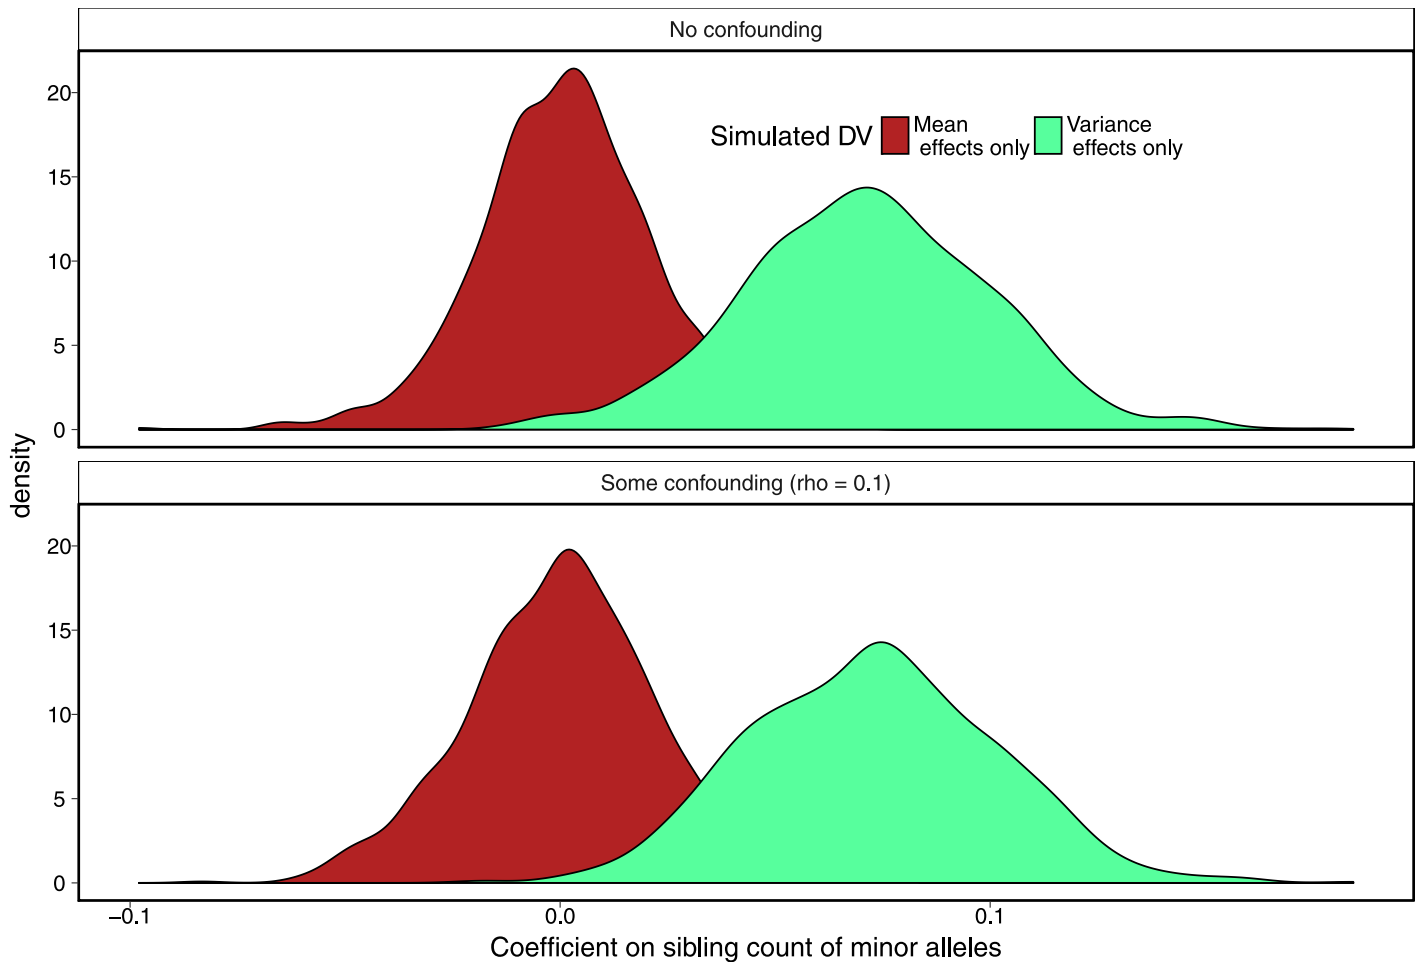 No confounding
20
15
10
5
0
Simulated DV
Mean
effects only
Variance
effects only
density
Some confounding (rho = 0.1)
20
15
10
5
0
−0.1
0.0
0.1
Coefficient on sibling count of minor alleles